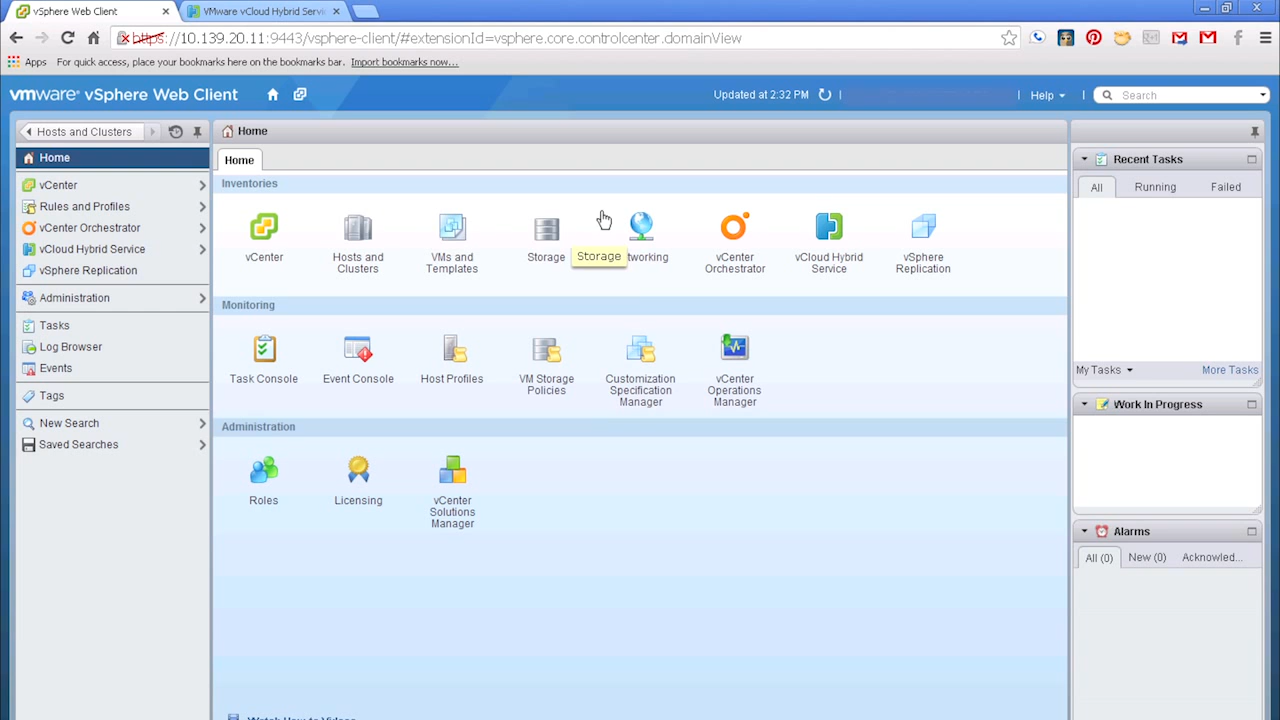 vSphere Web Client
VMware vCloud Hybrid Servi
https://10.139.20.11:9443/vsphere-client/#extensionId=vsphere.core.controlcenter.domainView
Apps For quick access, place your bookmarks here on the bookmarks bar. Import bookmarks now...
vmware vSphere Web Client
Updated at 2:32 PM
Help
Search
Hosts and Clusters
Home
vCenter
Rules and Profiles
vCenter Orchestrator
vCloud Hybrid Service
vSphere Replication
Administration
Tasks
Log Browser
Events
Tags
New Search
Saved Searches
Home
Home
Inventories
vCenter
Hosts and
Clusters
VMs and
Templates
Storage
Storage
tworking
vCenter
Orchestrator
vCloud Hybrid
Service
vSphere
Replication
Monitoring
Task Console
Event Console
Host Profiles
VM Storage
Policies
Customization
Specification
Manager
vCenter
Operations
Manager
Administration
Roles
Licensing
vCenter
Solutions
Manager
Watch How-to Videos
Recent Tasks
All Running Failed
My Tasks More Tasks
Work In Progress
Alarms
All (0) New (0) Acknowled...